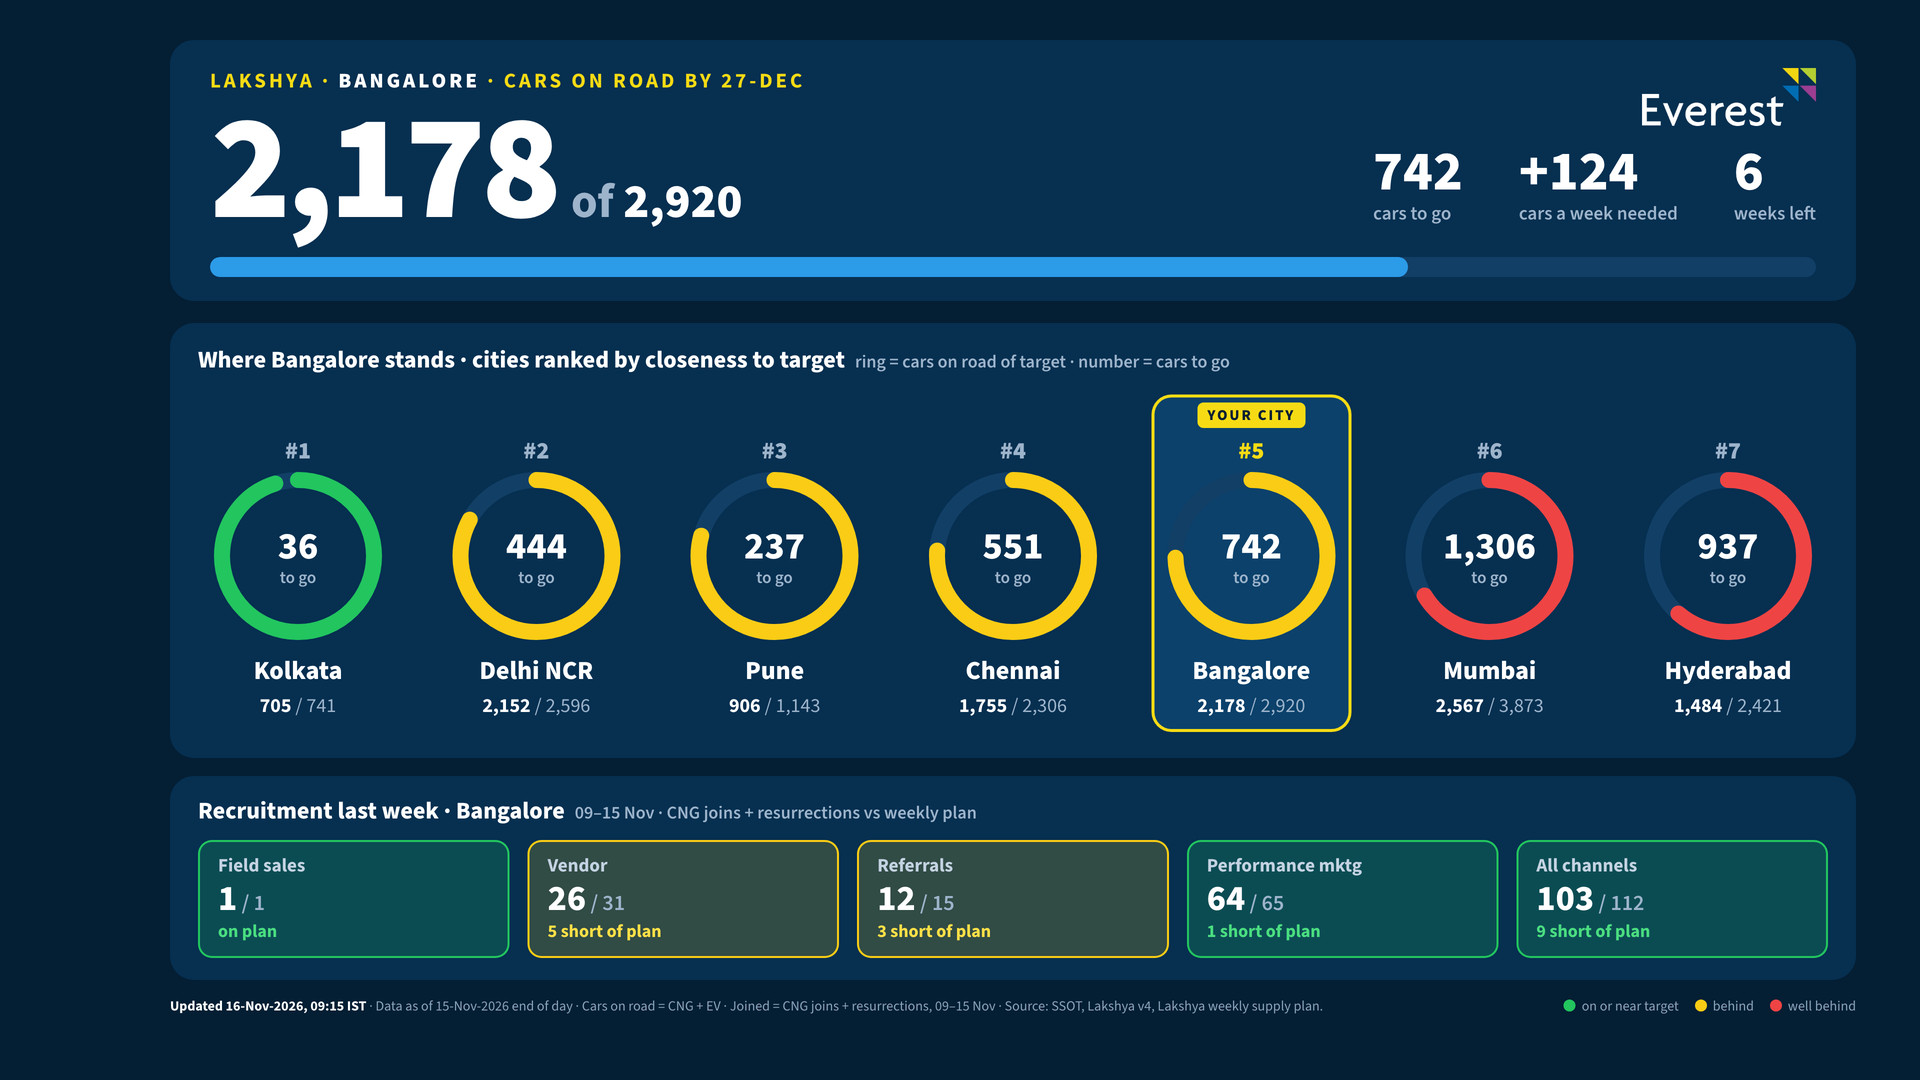 LAKSHYA · BANGALORE · CARS ON ROAD BY 27-DEC
Everest
2,178 of 2,920
742
cars to go
+124
cars a week needed
6
weeks left
Where Bangalore stands · cities ranked by closeness to target ring = cars on road of target · number = cars to go
#1
36
to go
Kolkata
705 / 741
#2
444
to go
Delhi NCR
2,152 / 2,596
#3
237
to go
Pune
906 / 1,143
#4
551
to go
Chennai
1,755 / 2,306
YOUR CITY
#5
742
to go
Bangalore
2,178 / 2,920
#6
1,306
to go
Mumbai
2,567 / 3,873
#7
937
to go
Hyderabad
1,484 / 2,421
Recruitment last week · Bangalore 09–15 Nov · CNG joins + resurrections vs weekly plan
Field sales
1 / 1
on plan
Vendor
26 / 31
5 short of plan
Referrals
12 / 15
3 short of plan
Performance mktg
64 / 65
1 short of plan
All channels
103 / 112
9 short of plan
Updated 16-Nov-2026, 09:15 IST · Data as of 15-Nov-2026 end of day · Cars on road = CNG + EV · Joined = CNG joins + resurrections, 09–15 Nov · Source: SSOT, Lakshya v4, Lakshya weekly supply plan.
on or near target
behind
well behind